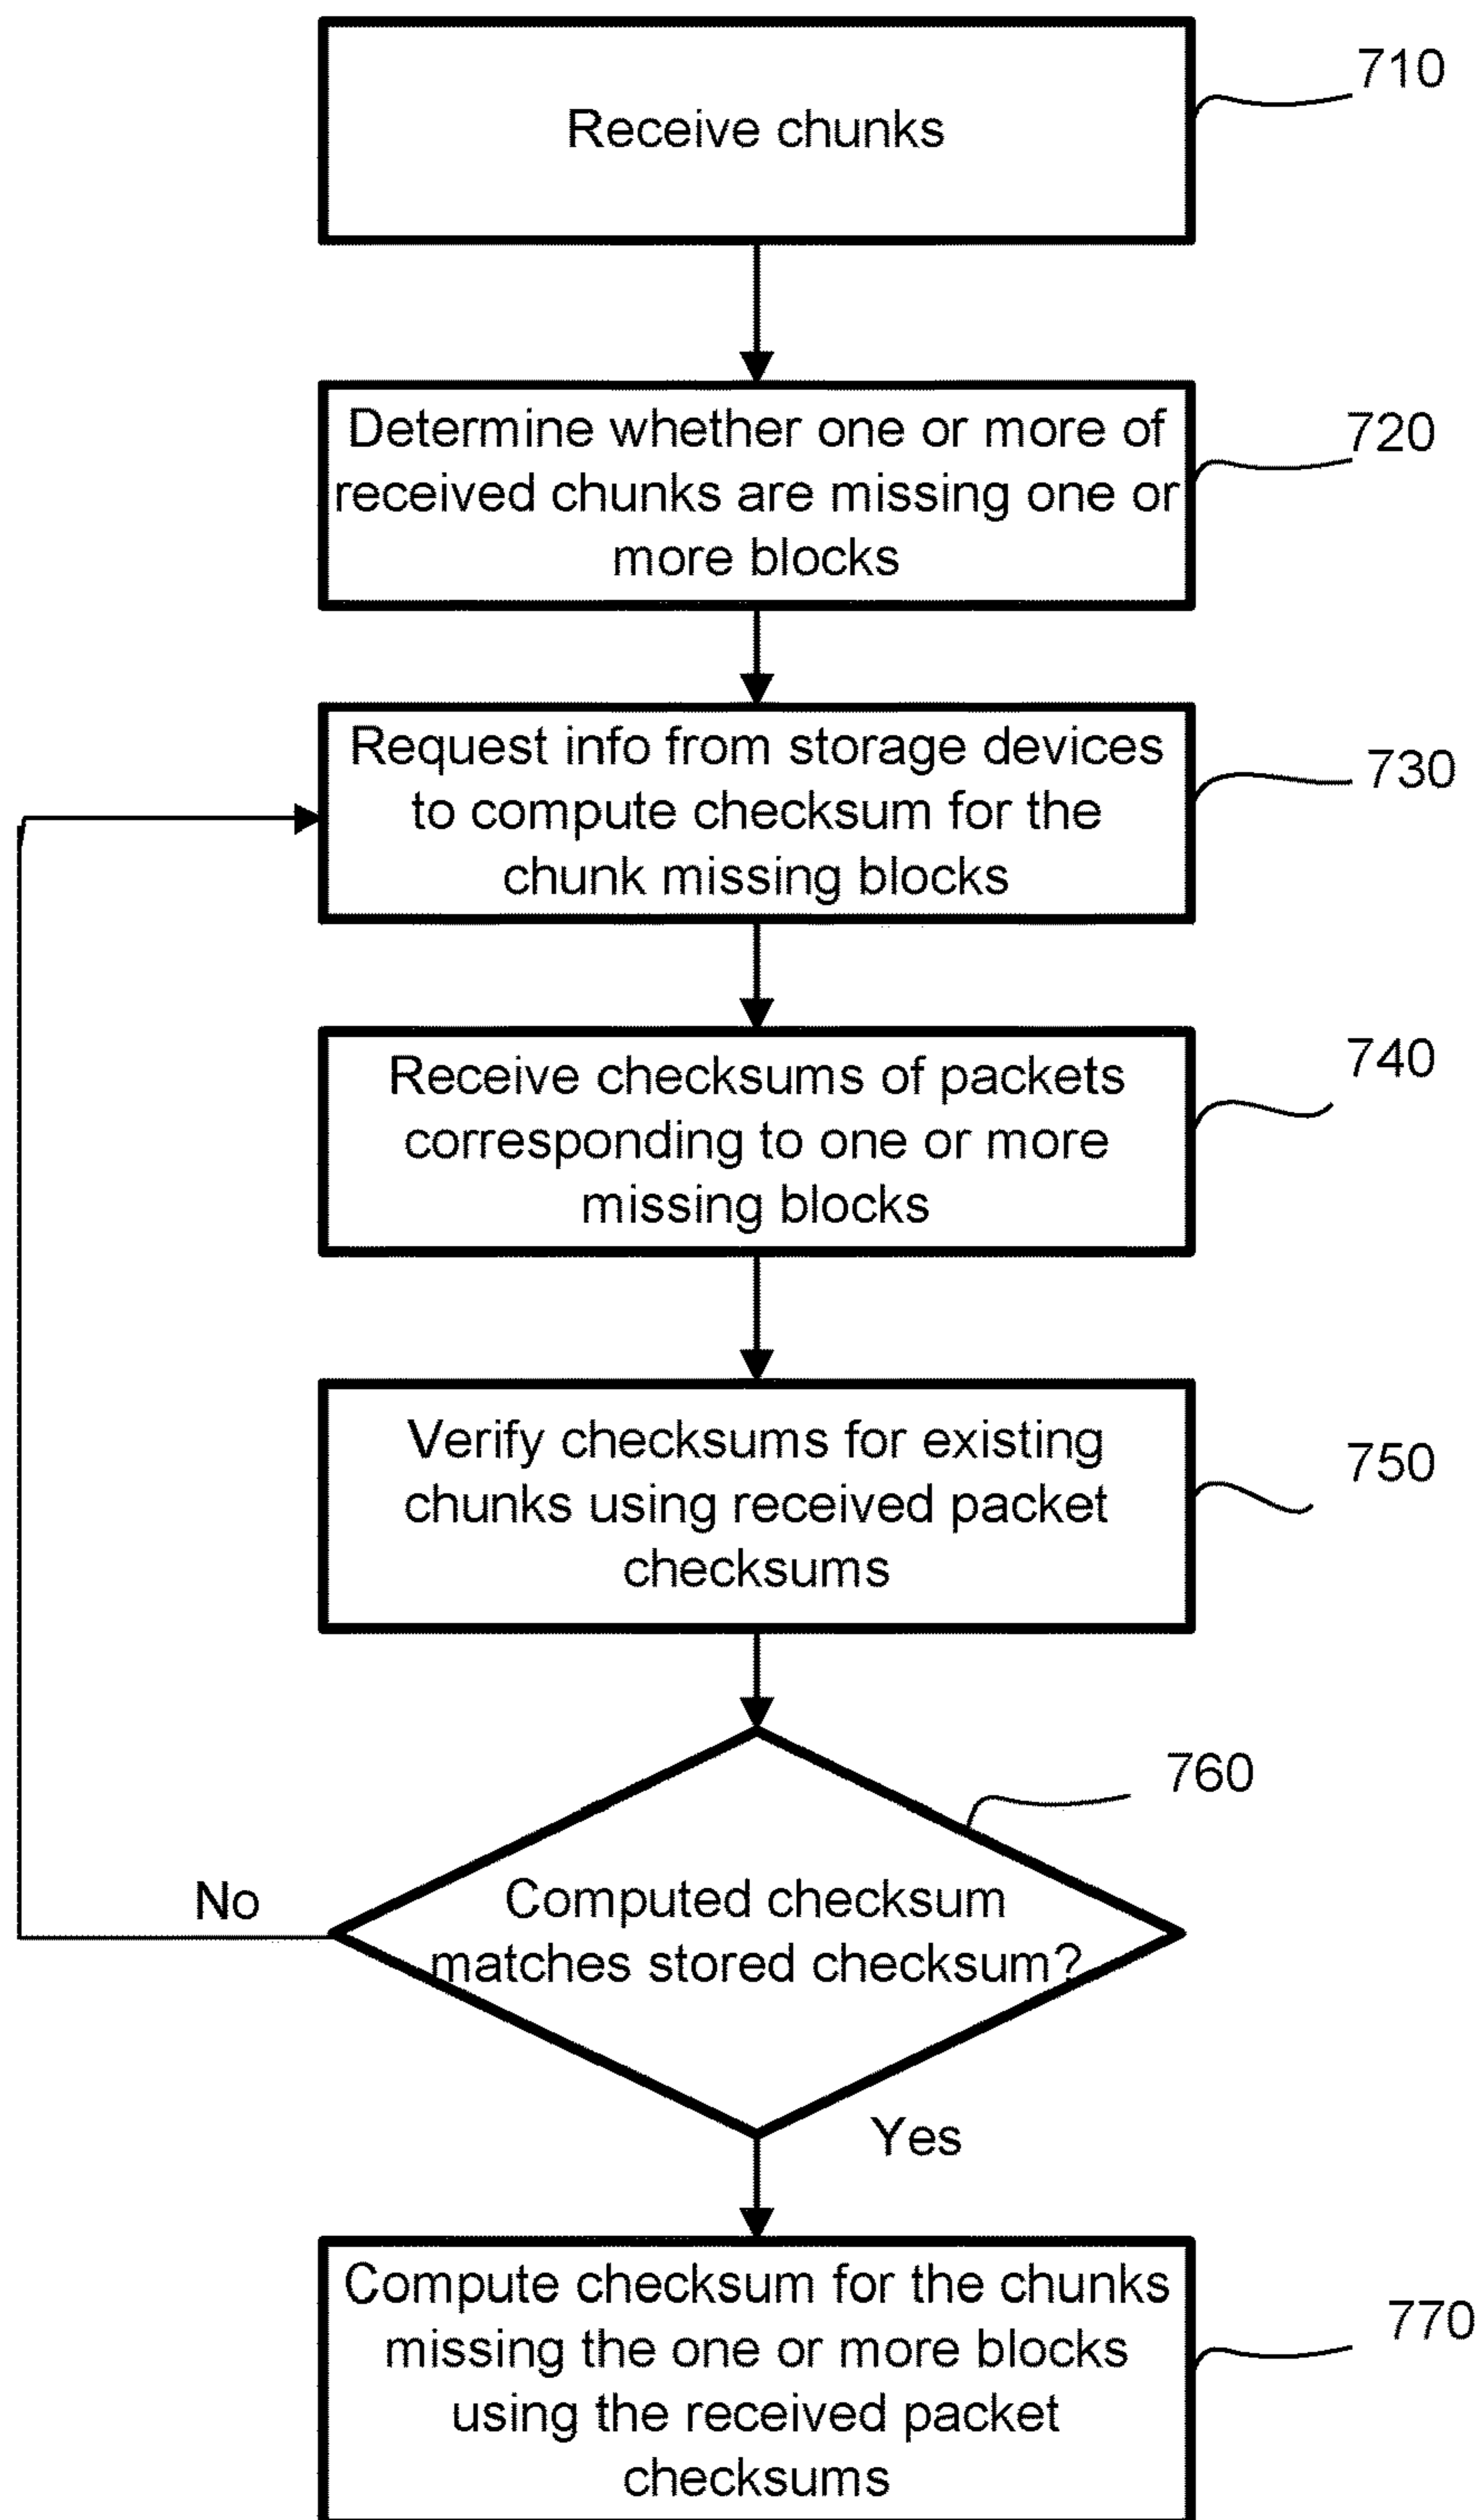 Receive chunks
710
Determine whether one or more of
received chunks are missing one or
more blocks
720
Request info from storage devices
to compute checksum for the
chunk missing blocks
730
Receive checksums of packets
corresponding to one or more
missing blocks
740
Verify checksums for existing
chunks using received packet
checksums
750
Computed checksum
matches stored checksum?
760
No
Yes
Compute checksum for the chunks
missing the one or more blocks
using the received packet
checksums
770